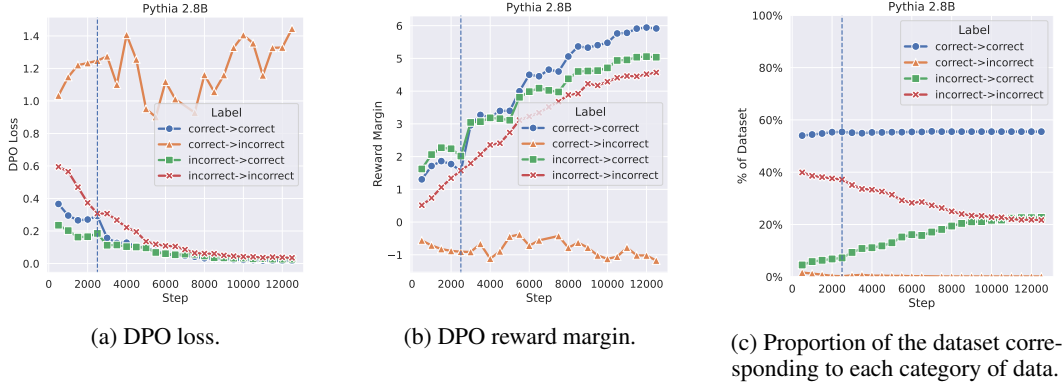 Pythia 2.8B
1.4
1.2
1.0
0.8
0.6
0.4
0.2
0.0
DPO Loss
Label
correct->correct
correct->incorrect
incorrect->correct
incorrect->incorrect
0 2000 4000 6000 8000 10000 12000
Step
(a) DPO loss.
Pythia 2.8B
6
5
4
3
2
1
0
−1
Reward Margin
Label
correct->correct
correct->incorrect
incorrect->correct
incorrect->incorrect
0 2000 4000 6000 8000 10000 12000
Step
(b) DPO reward margin.
Pythia 2.8B
100%
80%
60%
40%
20%
0%
% of Dataset
Label
correct->correct
correct->incorrect
incorrect->correct
incorrect->incorrect
0 2000 4000 6000 8000 10000 12000
Step
(c) Proportion of the dataset corre-
sponding to each category of data.